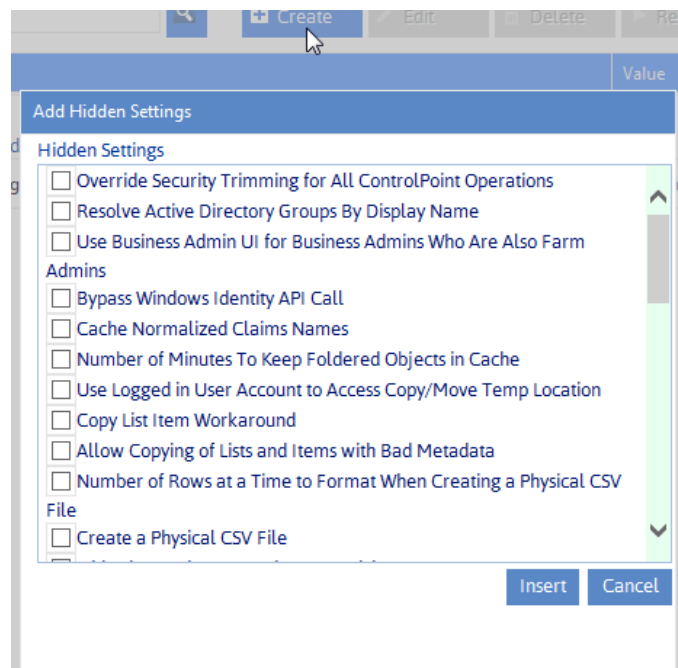 Create Edit Delete Re
Value
Add Hidden Settings
Hidden Settings
Override Security Trimming for All ControlPoint Operations
Resolve Active Directory Groups By Display Name
Use Business Admin UI for Business Admins Who Are Also Farm
Admins
Bypass Windows Identity API Call
Cache Normalized Claims Names
Number of Minutes To Keep Foldered Objects in Cache
Use Logged in User Account to Access Copy/Move Temp Location
Copy List Item Workaround
Allow Copying of Lists and Items with Bad Metadata
Number of Rows at a Time to Format When Creating a Physical CSV
File
Create a Physical CSV File
Insert Cancel